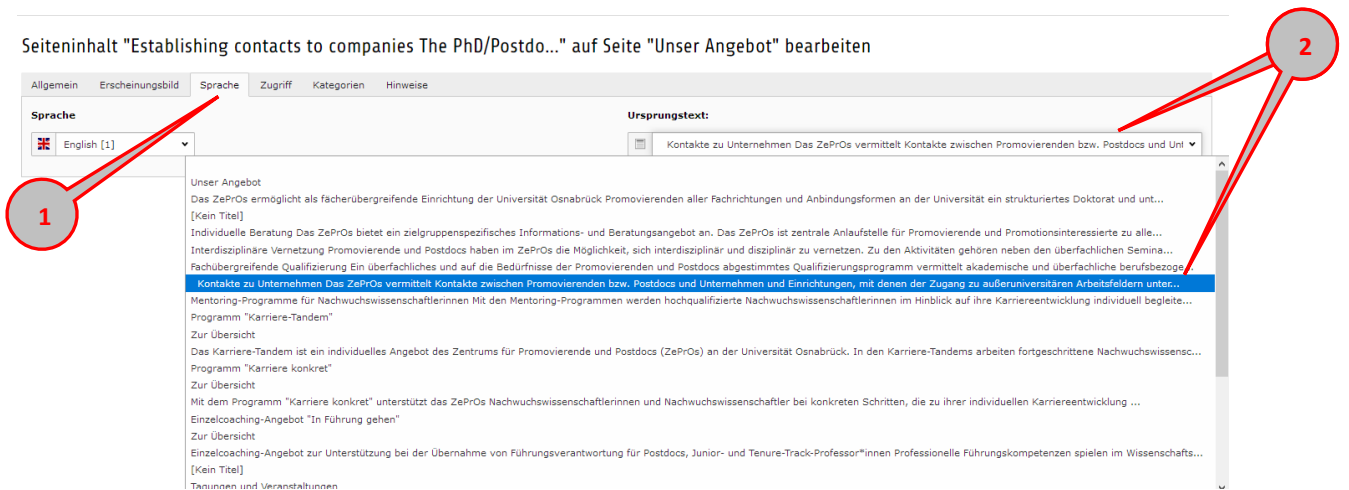 Seiteninhalt "Establishing contacts to companies The PhD/Postdo..." auf Seite "Unser Angebot" bearbeiten
2
Allgemein Erscheinungsbild Sprache Zugriff Kategorien Hinweise
Sprache Ursprungstext:
English [1] Kontakte zu Unternehmen Das ZePrOs vermittelt Kontakte zwischen Promovierenden bzw. Postdocs und Unt
1
Unser Angebot
Das ZePrOs ermöglicht als fächerübergreifende Einrichtung der Universität Osnabrück Promovierenden aller Fachrichtungen und Anbindungsformen an der Universität ein strukturiertes Doktorat und unt...
[Kein Titel]
Individuelle Beratung Das ZePrOs bietet ein zielgruppenspezifisches Informations- und Beratungsangebot an. Das ZePrOs ist zentrale Anlaufstelle für Promovierende und Promotionsinteressierte zu alle...
Interdisziplinäre Vernetzung Promovierende und Postdocs haben im ZePrOs die Möglichkeit, sich interdisziplinär und disziplinär zu vernetzen. Zu den Aktivitäten gehören neben den überfachlichen Semina...
Fachübergreifende Qualifizierung Ein überfachliches und auf die Bedürfnisse der Promovierenden und Postdocs abgestimmtes Qualifizierungsprogramm vermittelt akademische und überfachliche berufsbezoge...
Kontakte zu Unternehmen Das ZePrOs vermittelt Kontakte zwischen Promovierenden bzw. Postdocs und Unternehmen und Einrichtungen, mit denen der Zugang zu außeruniversitären Arbeitsfeldern unter...
Mentoring-Programme für Nachwuchswissenschaftlerinnen Mit den Mentoring-Programmen werden hochqualifizierte Nachwuchswissenschaftlerinnen im Hinblick auf ihre Karriereentwicklung individuell begleite...
Programm "Karriere-Tandem"
Zur Übersicht
Das Karriere-Tandem ist ein individuelles Angebot des Zentrums für Promovierende und Postdocs (ZePrOs) an der Universität Osnabrück. In den Karriere-Tandems arbeiten fortgeschrittene Nachwuchswissensc...
Programm "Karriere konkret"
Zur Übersicht
Mit dem Programm "Karriere konkret" unterstützt das ZePrOs Nachwuchswissenschaftlerinnen und Nachwuchswissenschaftler bei konkreten Schritten, die zu ihrer individuellen Karriereentwicklung ...
Einzelcoaching-Angebot "In Führung gehen"
Zur Übersicht
Einzelcoaching-Angebot zur Unterstützung bei der Übernahme von Führungsverantwortung für Postdocs, Junior- und Tenure-Track-Professor*innen Professionelle Führungskompetenzen spielen im Wissenschafts...
[Kein Titel]
Tagungen und Veranstaltungen